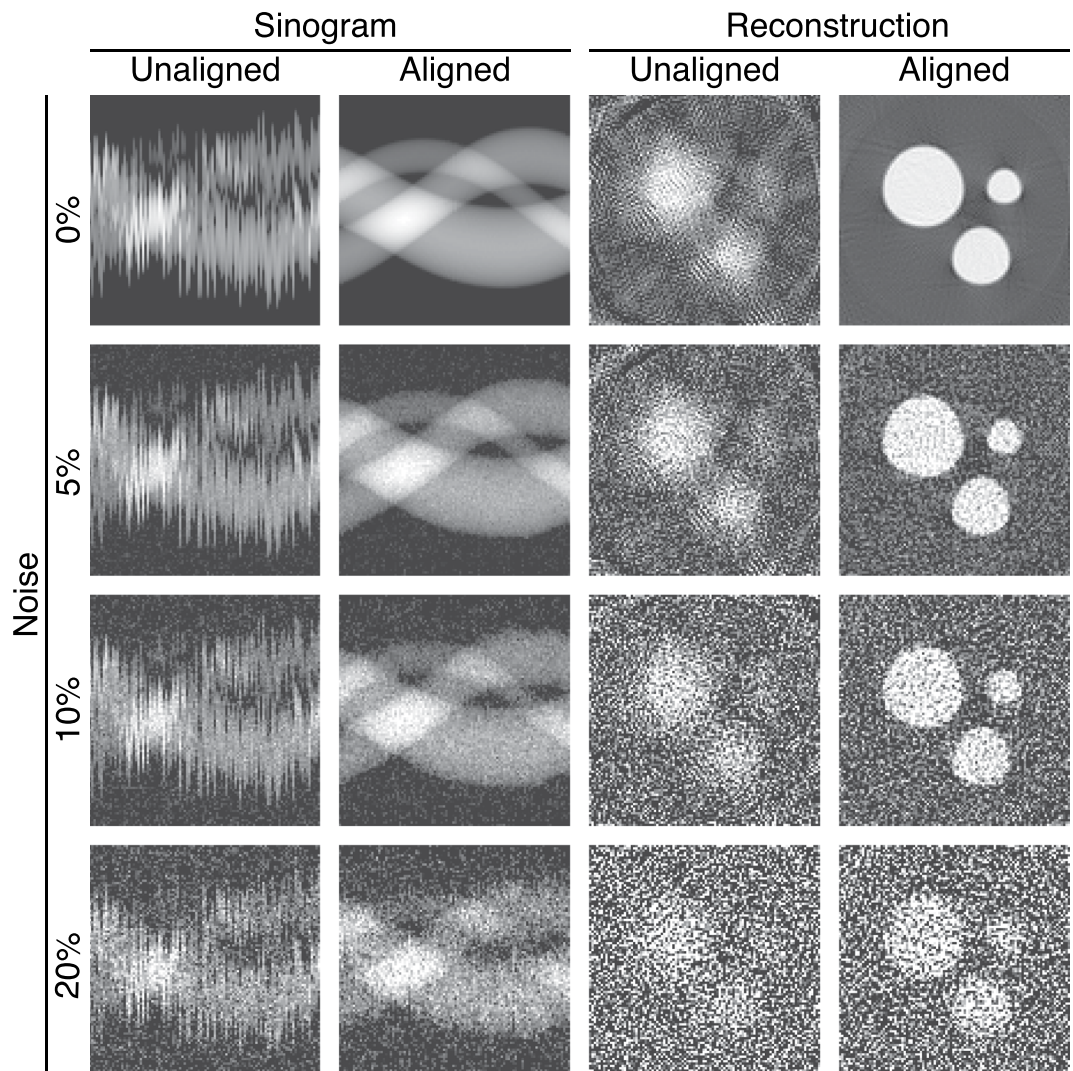 Sinogram
Reconstruction
Unaligned
Aligned
Unaligned
Aligned
Noise
0%
5%
10%
20%